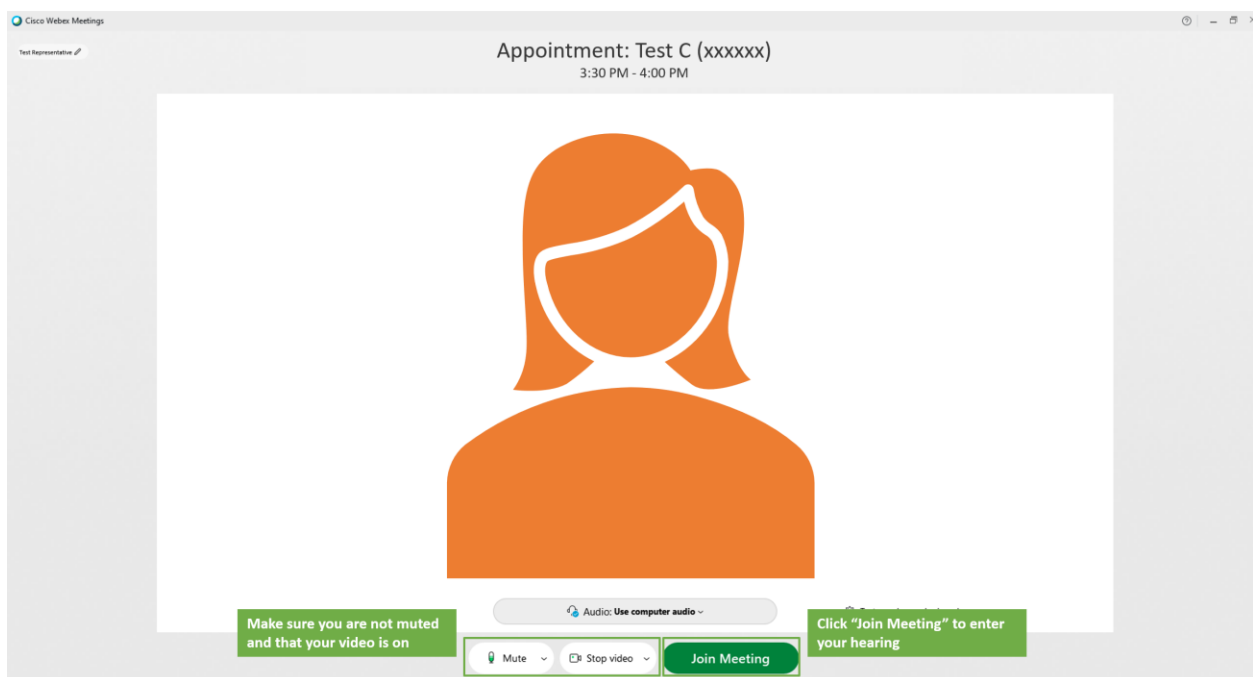 Cisco Webex Meetings
Test Representative
Appointment: Test C (xxxxxx)
3:30 PM - 4:00 PM
Audio: Use computer audio
Make sure you are not muted
and that your video is on
Click “Join Meeting” to enter
your hearing
Mute
Stop video
Join Meeting